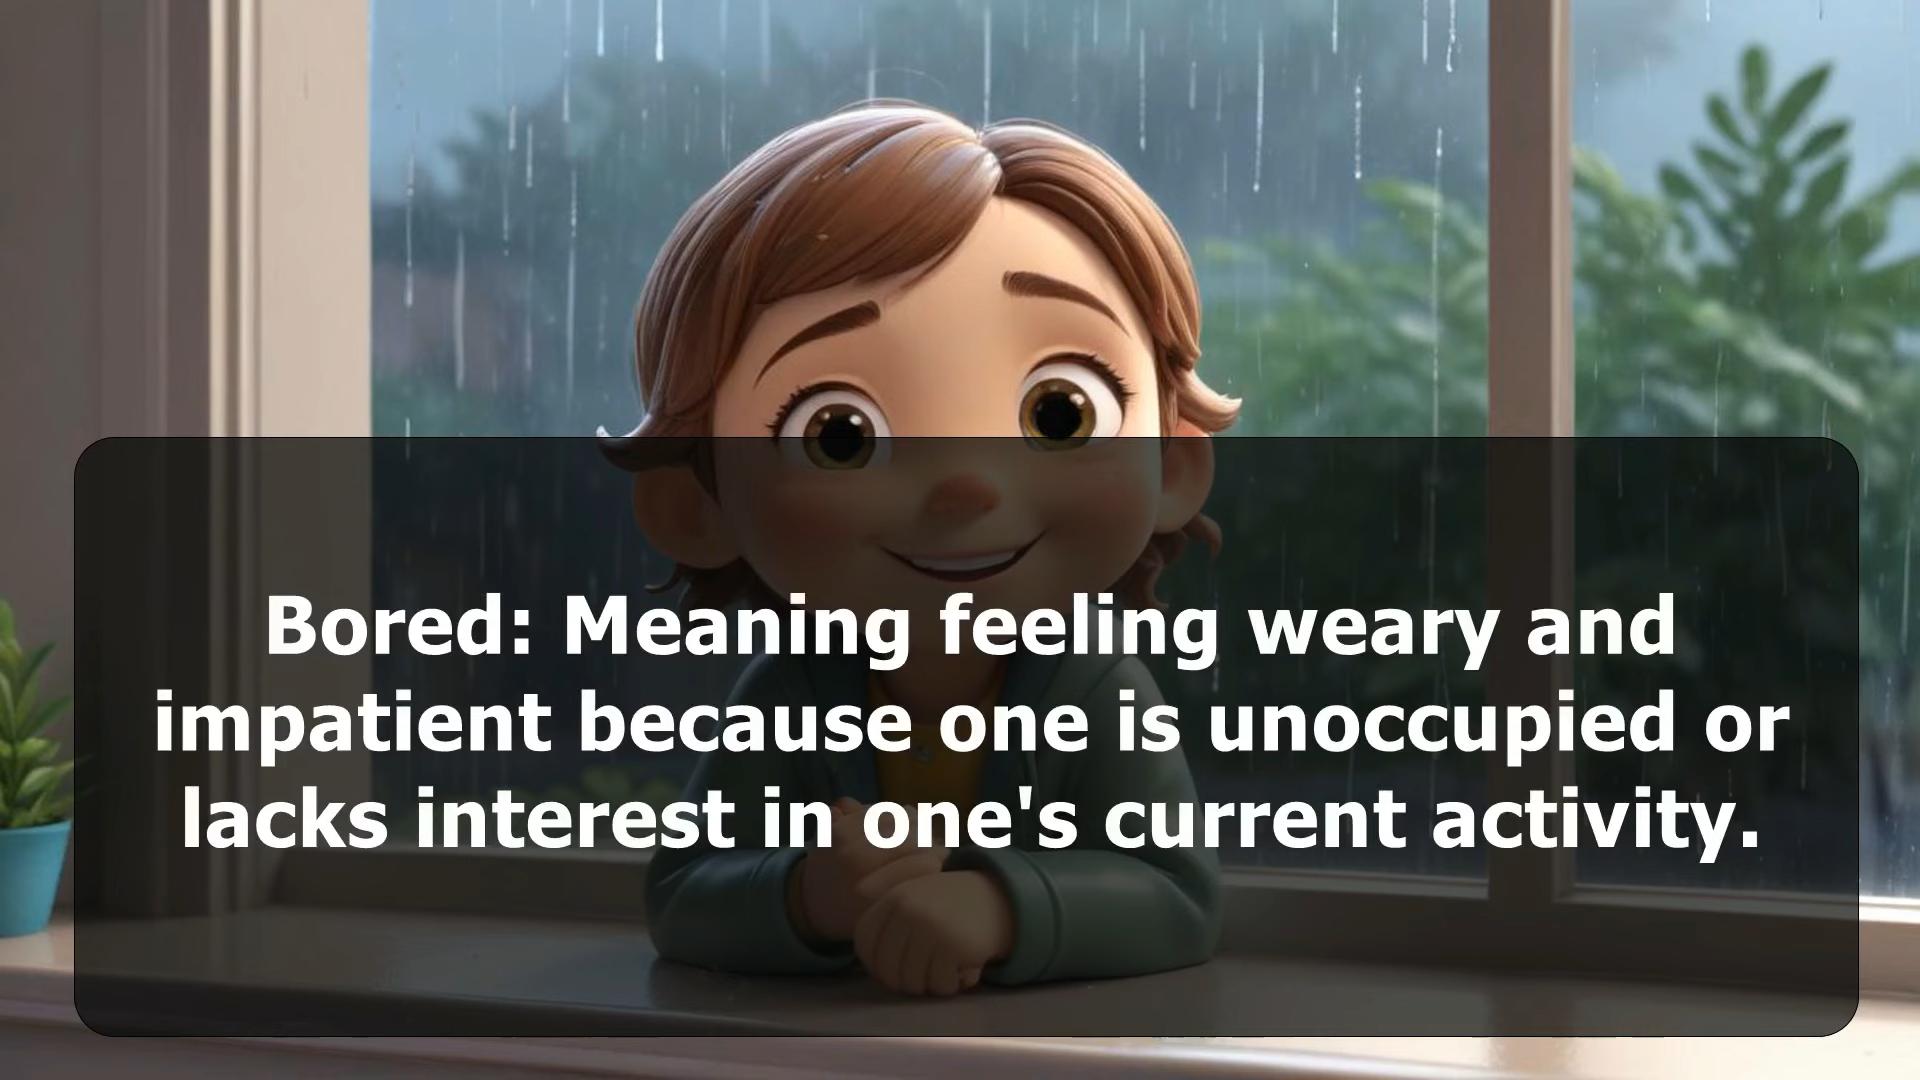 Bored: Meaning feeling weary and
impatient because one is unoccupied or
lacks interest in one's current activity.